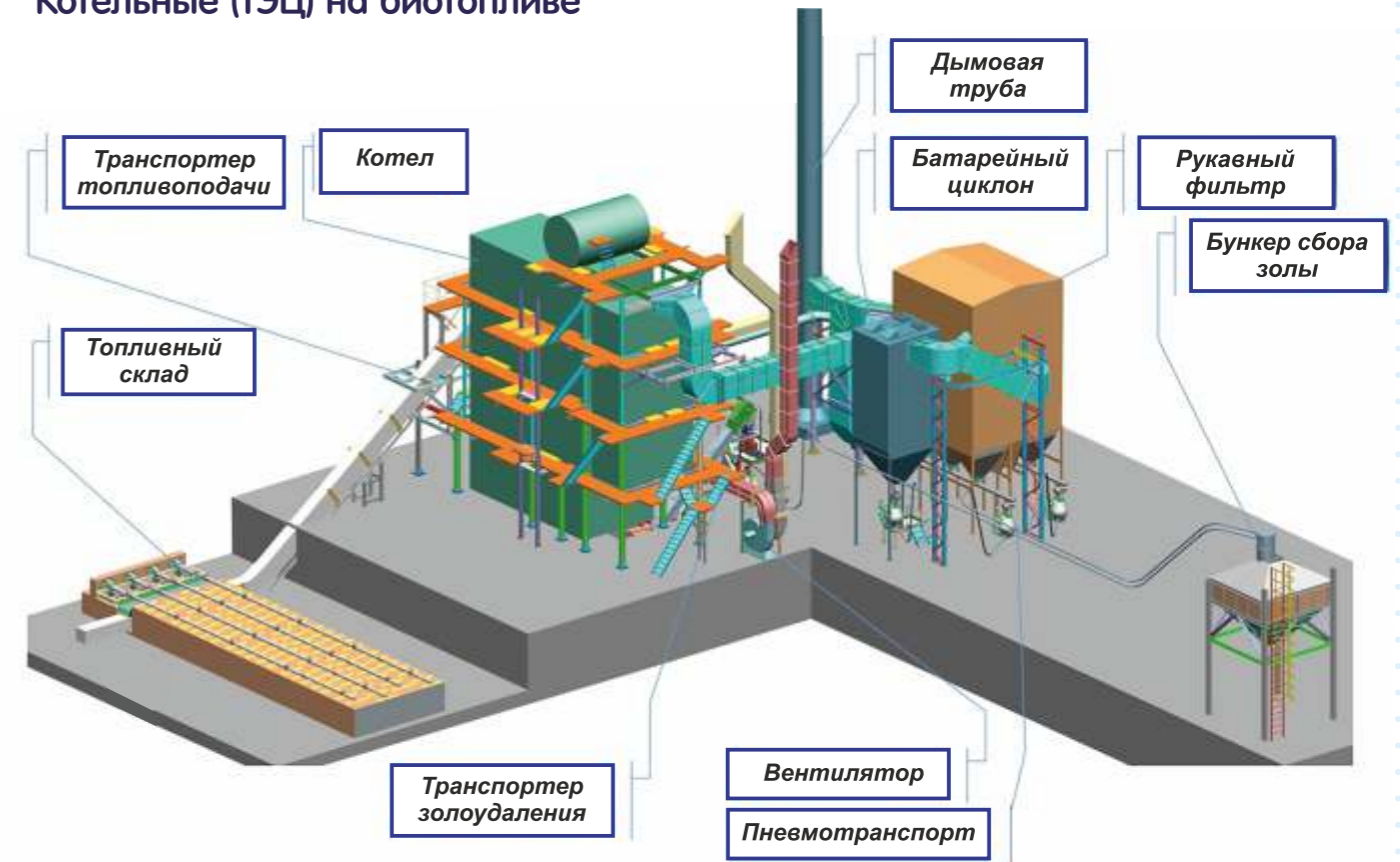 Котельные (ТЭЦ) на биотопливе
Дымовая
труба
Транспортер
топливоподачи
Котел
Батарейный
циклон
Рукавный
фильтр
Бункер сбора
золы
Топливный
склад
Транспортер
золоудаления
Вентилятор
Пневмотранспорт